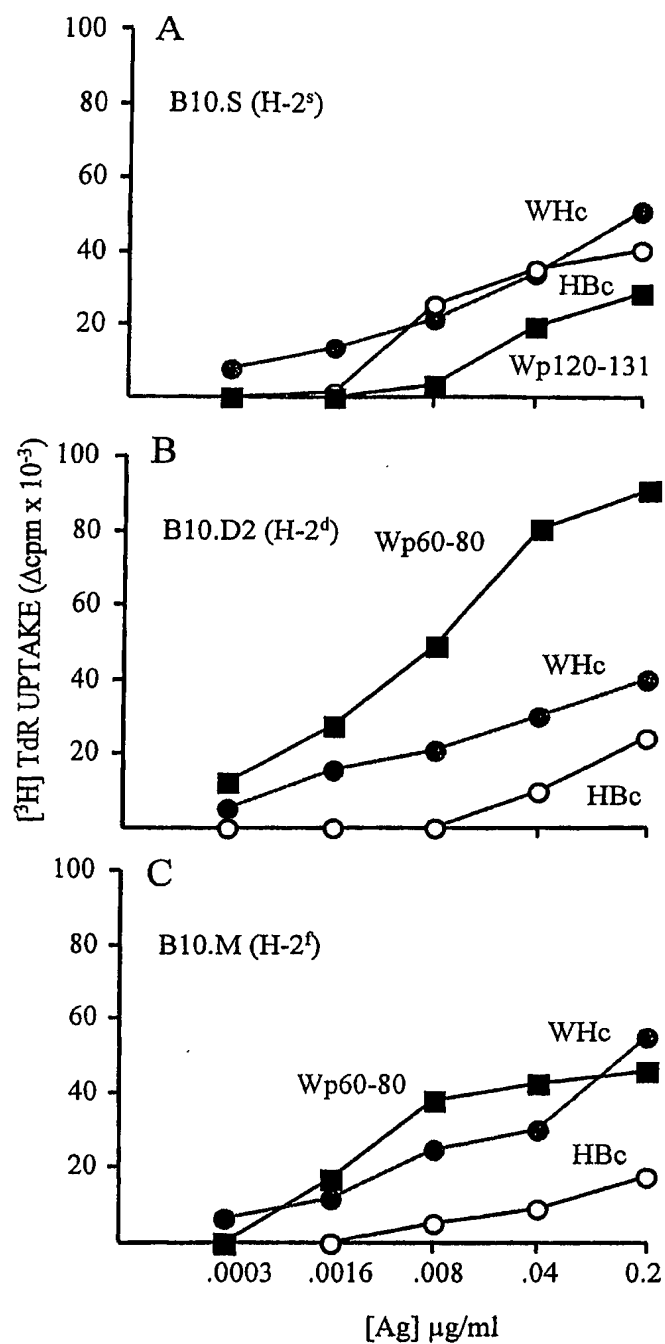 A
100
B10.S (H-2ˢ)
80
60
WHc
40
HBc
20
Wp120-131
[³H] TdR UPTAKE (Δcpm x 10⁻³)
B
100
B10.D2 (H-2ᵈ)
Wp60-80
80
60
WHc
40
20
HBc
C
100
B10.M (H-2ᶠ)
80
60
WHc
Wp60-80
40
HBc
20
.0003 .0016 .008 .04 0.2
[Ag] μg/ml